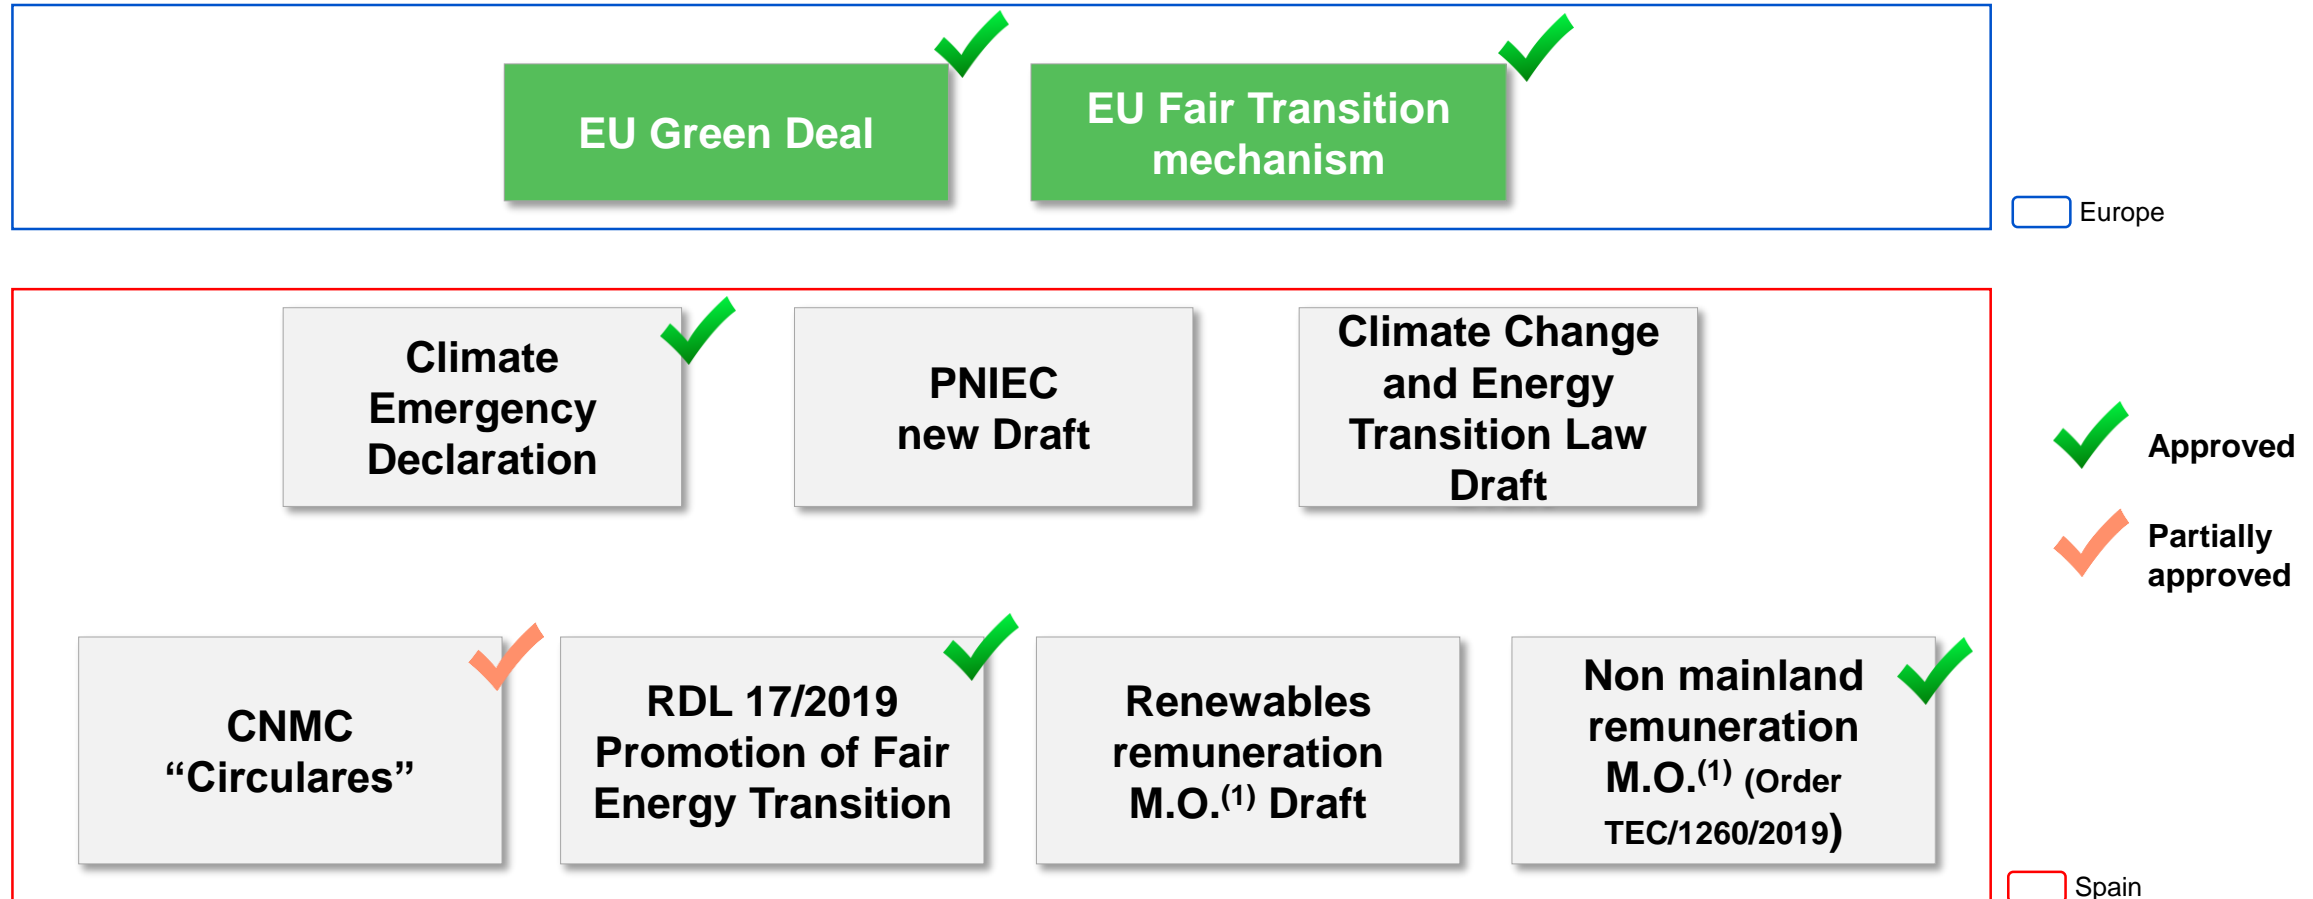 EU Green Deal
EU Fair Transition
mechanism
Europe
Climate
Emergency
Declaration
PNIEC
new Draft
Climate Change
and Energy
Transition Law
Draft
Approved
Partially
approved
CNMC
“Circulares”
RDL 17/2019
Promotion of Fair
Energy Transition
Renewables
remuneration
M.O.(1) Draft
Non mainland
remuneration
M.O.(1) (Order
TEC/1260/2019)
Spain